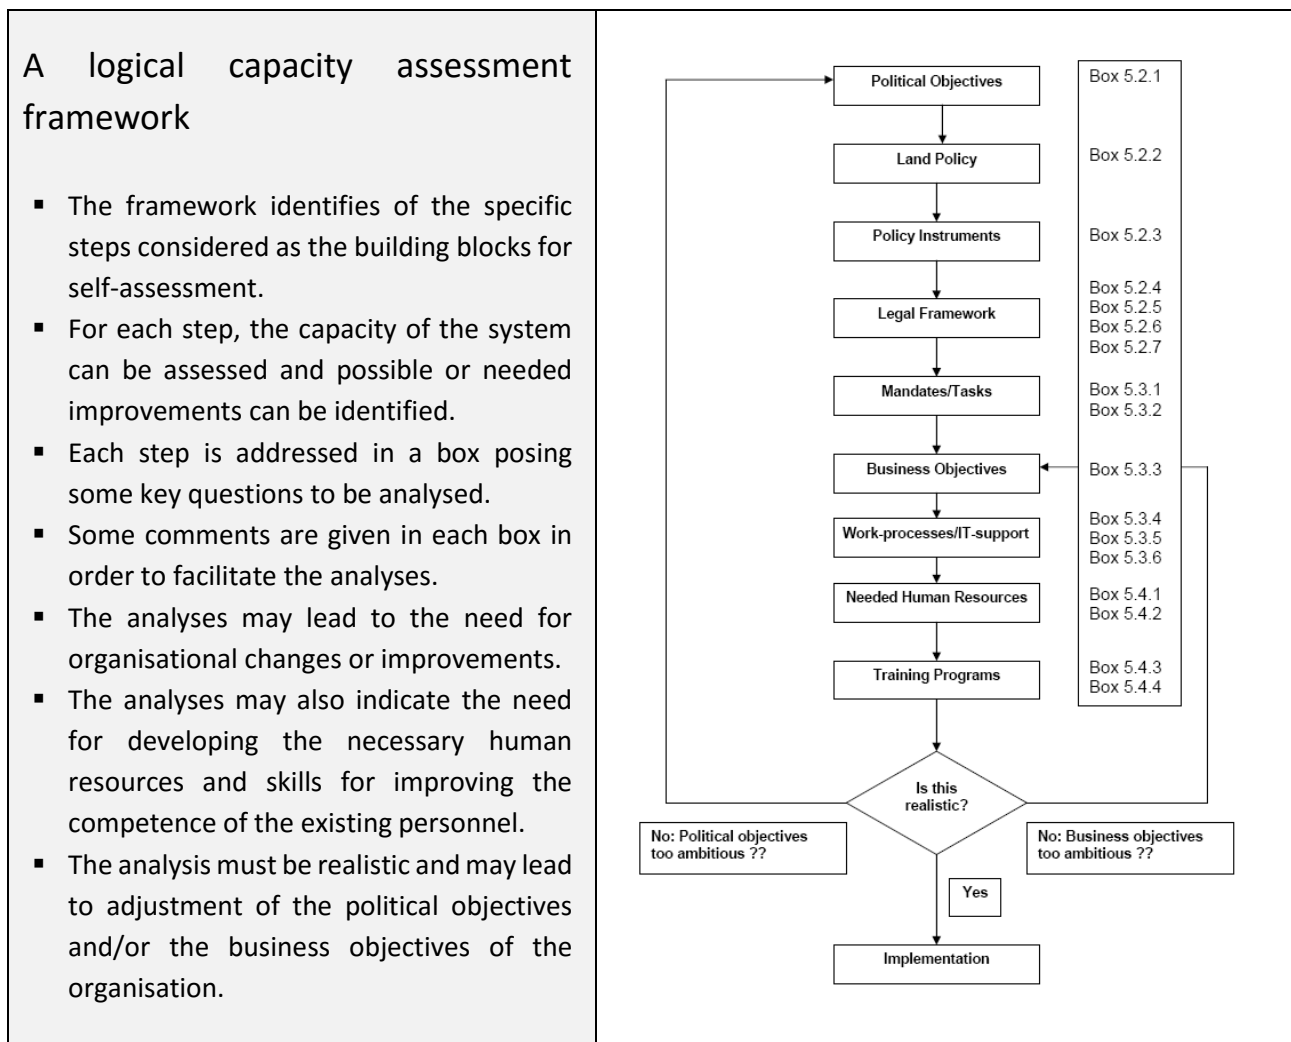 A logical capacity assessment
framework
▪ The framework identifies of the specific
steps considered as the building blocks for
self-assessment.
▪ For each step, the capacity of the system
can be assessed and possible or needed
improvements can be identified.
▪ Each step is addressed in a box posing
some key questions to be analysed.
▪ Some comments are given in each box in
order to facilitate the analyses.
▪ The analyses may lead to the need for
organisational changes or improvements.
▪ The analyses may also indicate the need
for developing the necessary human
resources and skills for improving the
competence of the existing personnel.
▪ The analysis must be realistic and may lead
to adjustment of the political objectives
and/or the business objectives of the
organisation.
Political Objectives
Box 5.2.1
Land Policy
Box 5.2.2
Policy Instruments
Box 5.2.3
Legal Framework
Box 5.2.4
Box 5.2.5
Box 5.2.6
Box 5.2.7
Mandates/Tasks
Box 5.3.1
Box 5.3.2
Business Objectives
Box 5.3.3
Work-processes/IT-support
Box 5.3.4
Box 5.3.5
Box 5.3.6
Needed Human Resources
Box 5.4.1
Box 5.4.2
Training Programs
Box 5.4.3
Box 5.4.4
Is this
realistic?
No: Political objectives
too ambitious ??
No: Business objectives
too ambitious ??
Yes
Implementation